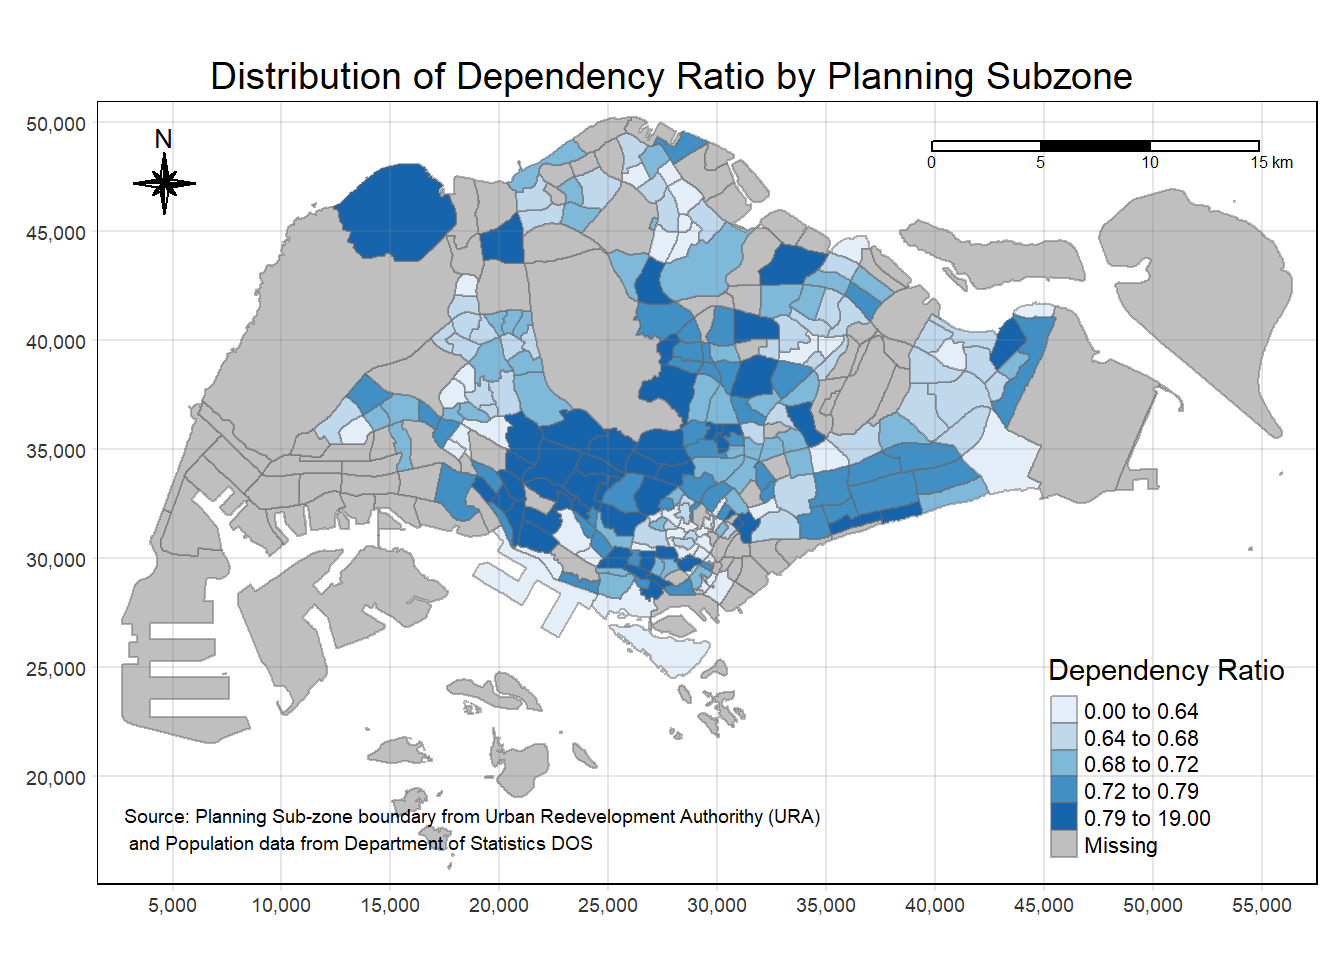 Distribution of Dependency Ratio by Planning Subzone
50,000
45,000
40,000
35,000
30,000
25,000
20,000
N
0 5 10 15 km
Dependency Ratio
0.00 to 0.64
0.64 to 0.68
0.68 to 0.72
0.72 to 0.79
0.79 to 19.00
Missing
Source: Planning Sub-zone boundary from Urban Redevelopment Authorithy (URA)
and Population data from Department of Statistics DOS
5,000 10,000 15,000 20,000 25,000 30,000 35,000 40,000 45,000 50,000 55,000